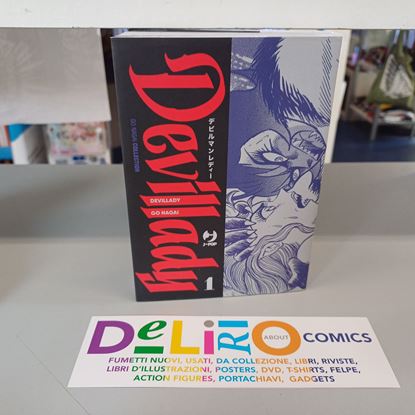 Devillady
デビルマンレディー
GO NAGAI COLLECTION
DEVILLADY
GO NAGAI
J-POP
1
DeLiRiO
ABOUT
COMICS
FUMETTI NUOVI, USATI, DA COLLEZIONE, LIBRI, RIVISTE,
LIBRI D'ILLUSTRAZIONI, POSTERS, DVD, T-SHIRTS, FELPE,
ACTION FIGURES, PORTACHIAVI, GADGETS